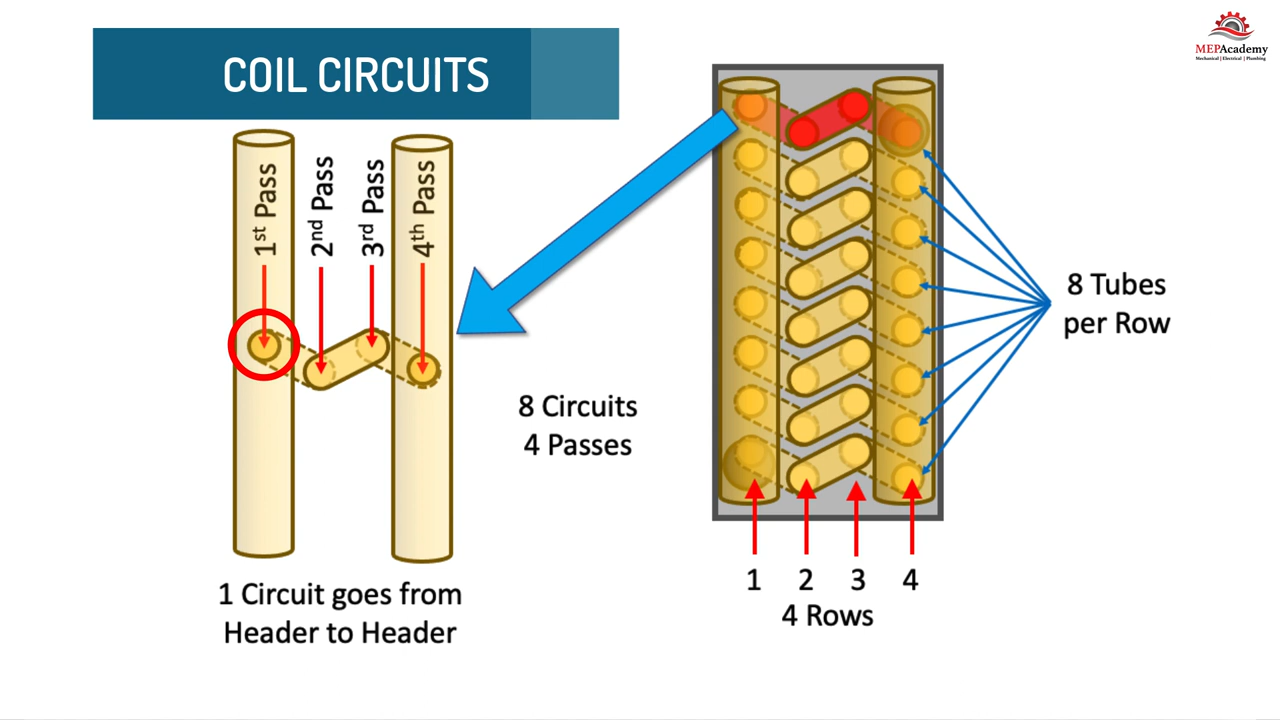 MEPAcademy
Mechanical | Electrical | Plumbing
COIL CIRCUITS
1st Pass
2nd Pass
3rd Pass
4th Pass
8 Circuits
4 Passes
8 Tubes
per Row
1 2 3 4
4 Rows
1 Circuit goes from
Header to Header